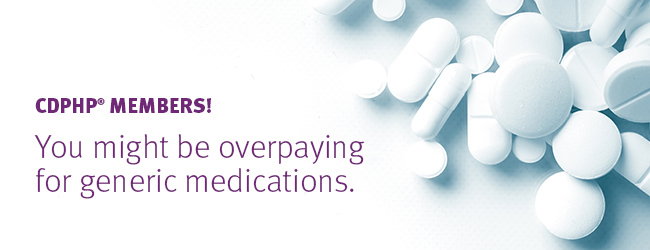 CDPHP® MEMBERS!
You might be overpaying
for generic medications.